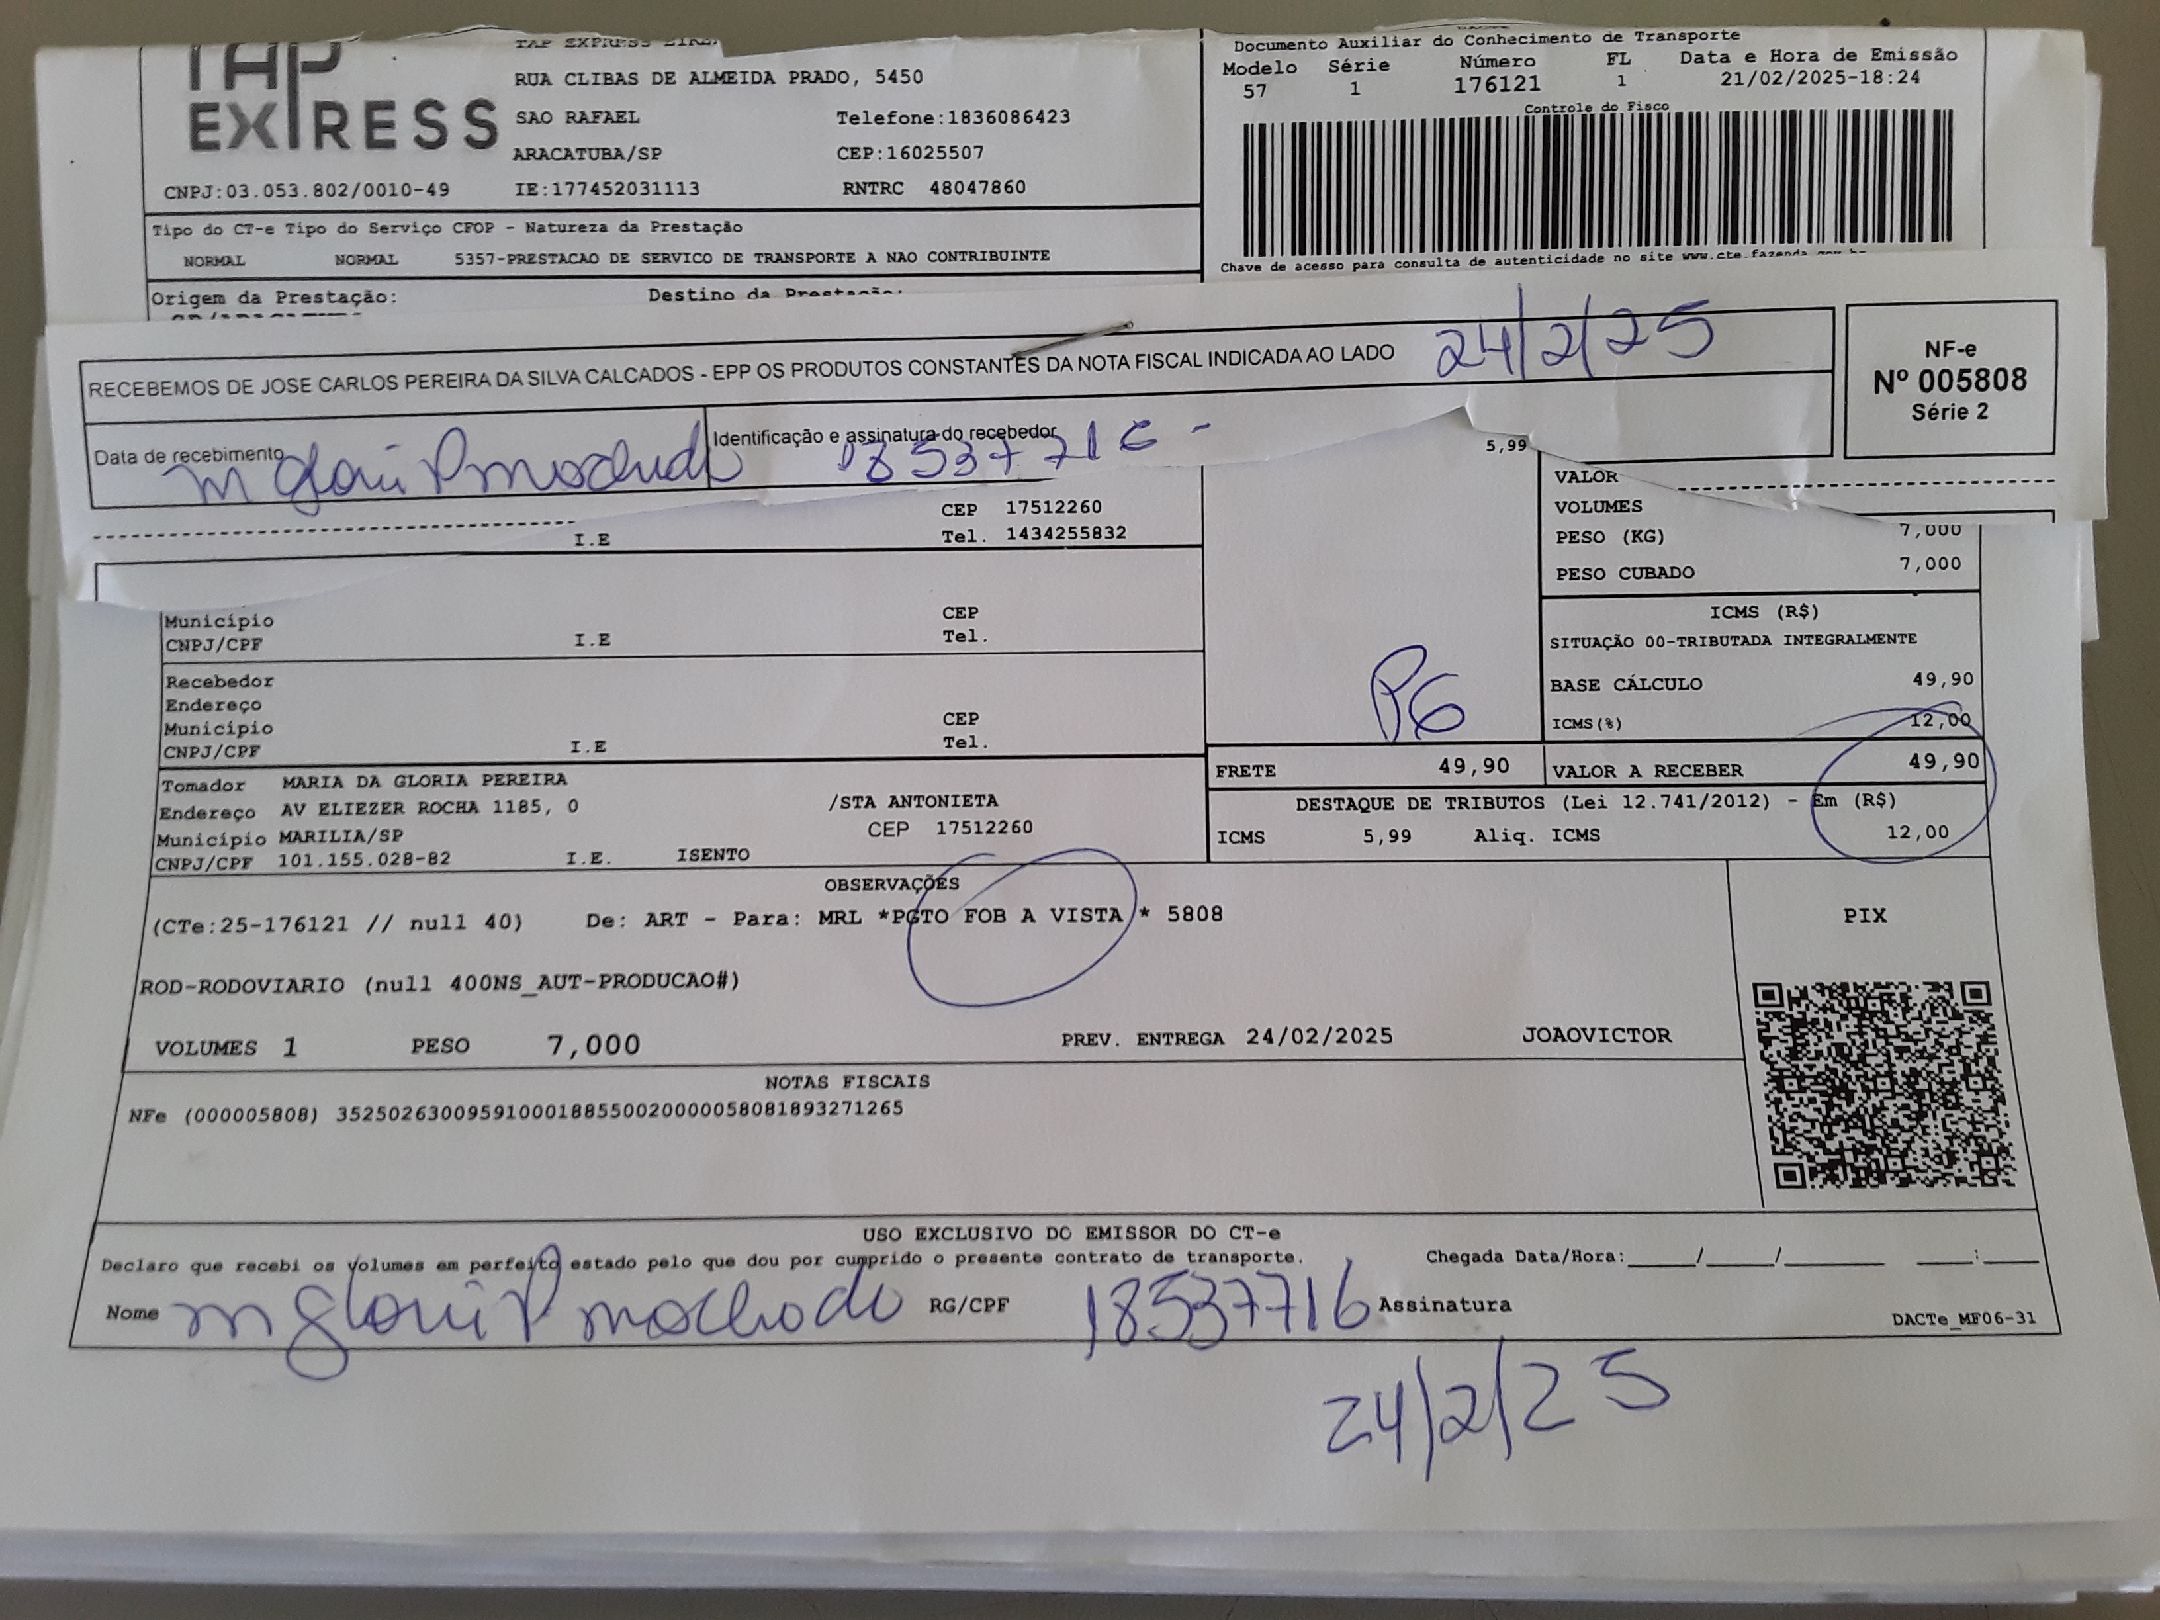 TAP EXPRESS
RUA CLIBAS DE ALMEIDA PRADO, 5450
SAO RAFAEL Telefone:1836086423
ARACATUBA/SP CEP:16025507
CNPJ:03.053.802/0010-49 IE:177452031113 RNTRC 48047860
Documento Auxiliar do Conhecimento de Transporte
Modelo Série Número FL Data e Hora de Emissão
57 1 176121 1 21/02/2025-18:24
Controle do Fisco
Chave de acesso para consulta de autenticidade no site www.cte.fazenda.gov.br
Tipo do CT-e Tipo do Serviço CFOP - Natureza da Prestação
NORMAL NORMAL 5357-PRESTACAO DE SERVICO DE TRANSPORTE A NAO CONTRIBUINTE
Origem da Prestação: Destino da Prestação:
RECEBEMOS DE JOSE CARLOS PEREIRA DA SILVA CALCADOS - EPP OS PRODUTOS CONSTANTES DA NOTA FISCAL INDICADA AO LADO 24/2/25
NF-e
Nº 005808
Série 2
Data de recebimento Identificação e assinatura do recebedor
18537716 -
5,99
VALOR
CEP 17512260
I.E Tel. 1434255832
VOLUMES
PESO (KG) 7,000
PESO CUBADO 7,000
Município CEP
CNPJ/CPF I.E Tel.
ICMS (R$)
SITUAÇÃO 00-TRIBUTADA INTEGRALMENTE
BASE CÁLCULO 49,90
ICMS(%) 12,00
PG
Recebedor
Endereço
Município CEP
CNPJ/CPF I.E Tel.
FRETE 49,90 VALOR A RECEBER 49,90
Tomador MARIA DA GLORIA PEREIRA
Endereço AV ELIEZER ROCHA 1185, 0 /STA ANTONIETA
Município MARILIA/SP CEP 17512260
CNPJ/CPF 101.155.028-82 I.E. ISENTO
DESTAQUE DE TRIBUTOS (Lei 12.741/2012) - Em (R$)
ICMS 5,99 Aliq. ICMS 12,00
OBSERVAÇÕES
(CTe:25-176121 // null 40) De: ART - Para: MRL *PGTO FOB A VISTA * 5808
PIX
ROD-RODOVIARIO (null 400NS_AUT-PRODUCAO#)
VOLUMES 1 PESO 7,000 PREV. ENTREGA 24/02/2025 JOAOVICTOR
NOTAS FISCAIS
NFe (000005808) 35250263009591000188550020000058081893271265
USO EXCLUSIVO DO EMISSOR DO CT-e
Declaro que recebi os volumes em perfeito estado pelo que dou por cumprido o presente contrato de transporte. Chegada Data/Hora:_____/_____/________ ____:____
Nome RG/CPF 18537716 Assinatura
DACTe_MF06-31
24/2/25